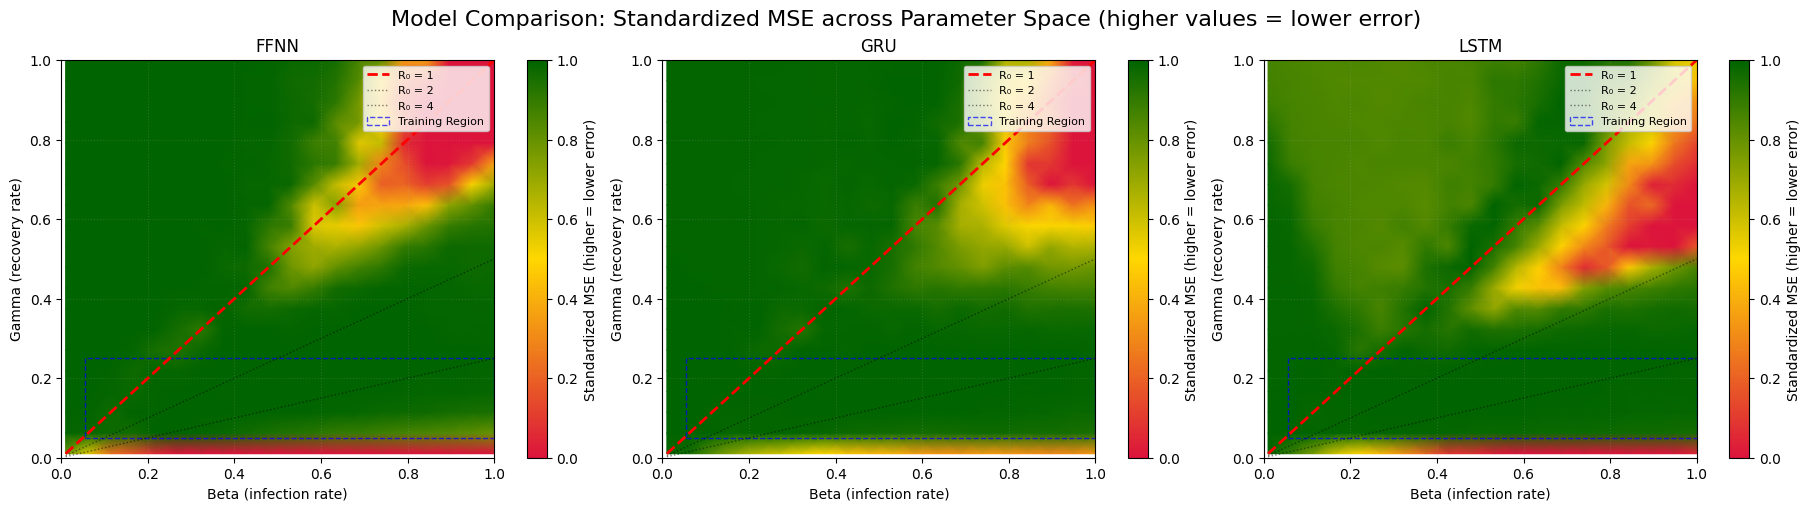 Model Comparison: Standardized MSE across Parameter Space (higher values = lower error)
FFNN
Gamma (recovery rate)
1.0
0.8
0.6
0.4
0.2
0.0
0.0 0.2 0.4 0.6 0.8 1.0
Beta (infection rate)
R₀ = 1
R₀ = 2
R₀ = 4
Training Region
1.0
0.8
0.6
0.4
0.2
0.0
Standardized MSE (higher = lower error)
GRU
Gamma (recovery rate)
1.0
0.8
0.6
0.4
0.2
0.0
0.0 0.2 0.4 0.6 0.8 1.0
Beta (infection rate)
R₀ = 1
R₀ = 2
R₀ = 4
Training Region
1.0
0.8
0.6
0.4
0.2
0.0
Standardized MSE (higher = lower error)
LSTM
Gamma (recovery rate)
1.0
0.8
0.6
0.4
0.2
0.0
0.0 0.2 0.4 0.6 0.8 1.0
Beta (infection rate)
R₀ = 1
R₀ = 2
R₀ = 4
Training Region
1.0
0.8
0.6
0.4
0.2
0.0
Standardized MSE (higher = lower error)